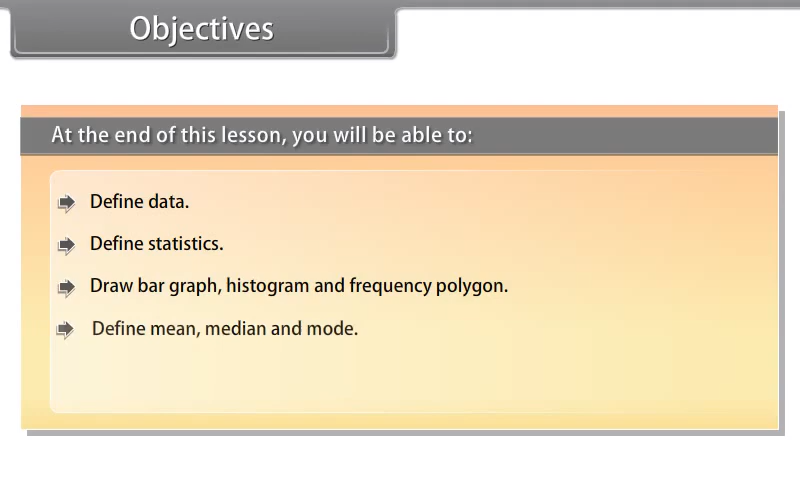 Objectives
At the end of this lesson, you will be able to:
Define data.
Define statistics.
Draw bar graph, histogram and frequency polygon.
Define mean, median and mode.